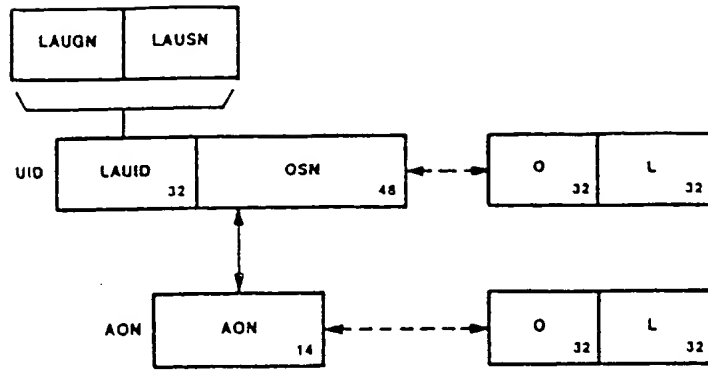 LAUGN LAUSN
UID LAUID 32 OSN 48 O 32 L 32
AON AON 14 O 32 L 32